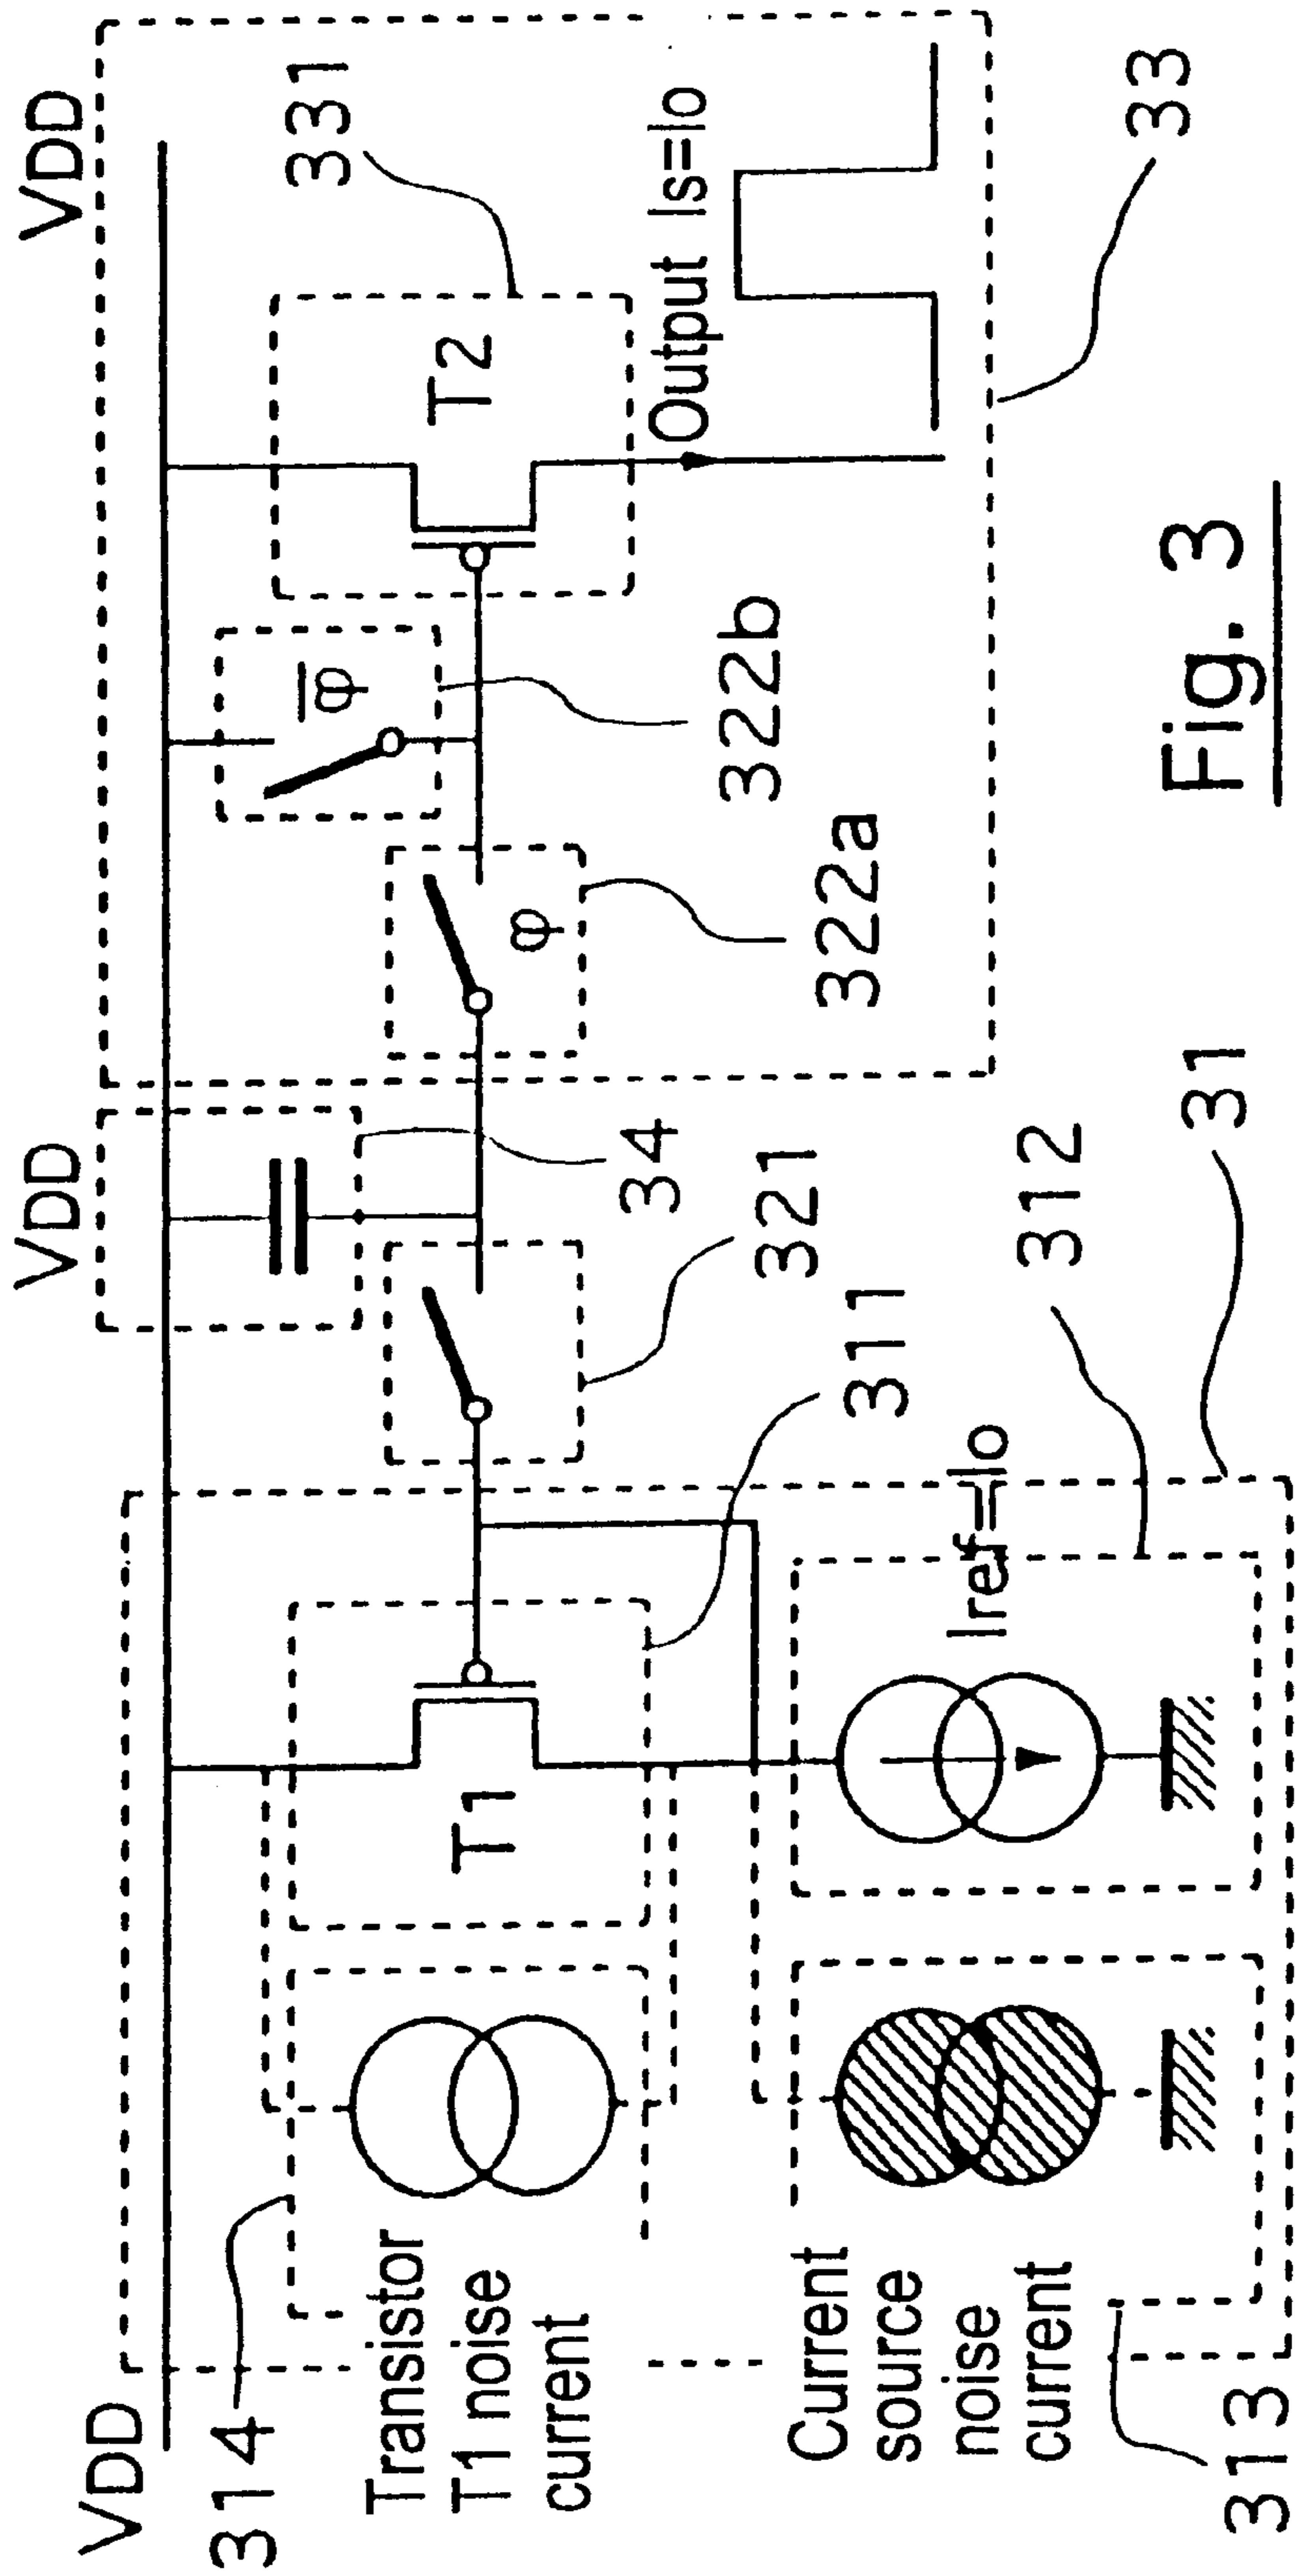 VDD
VDD
VDD
314
331
T1
T2
φ̅
φ
Transistor
T1 noise
current
34
322b
Output Is=Io
321
322a
311
Iref=Io
Current
source
noise
current
312
313
31
33
Fig. 3